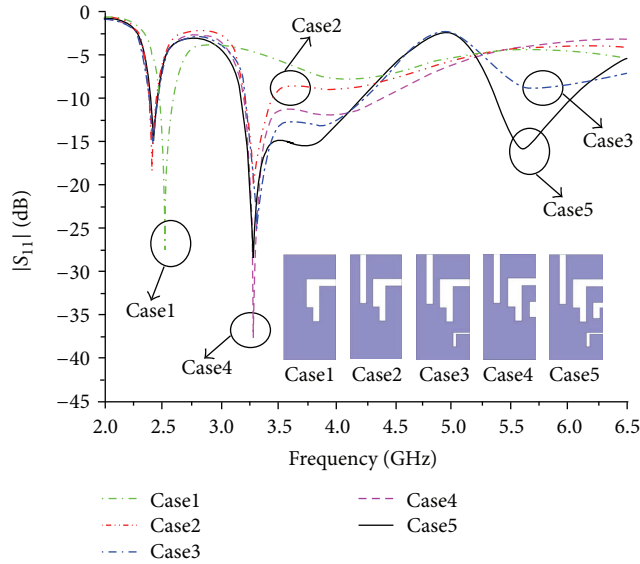 0
−5
−10
−15
−20
−25
−30
−35
−40
−45
|S11| (dB)
Case2
Case3
Case5
Case1
Case4
Case1 Case2 Case3 Case4 Case5
2.0 2.5 3.2 3.5 4.0 4.5 5.0 5.5 6.0 6.5
Frequency (GHz)
Case1
Case2
Case3
Case4
Case5